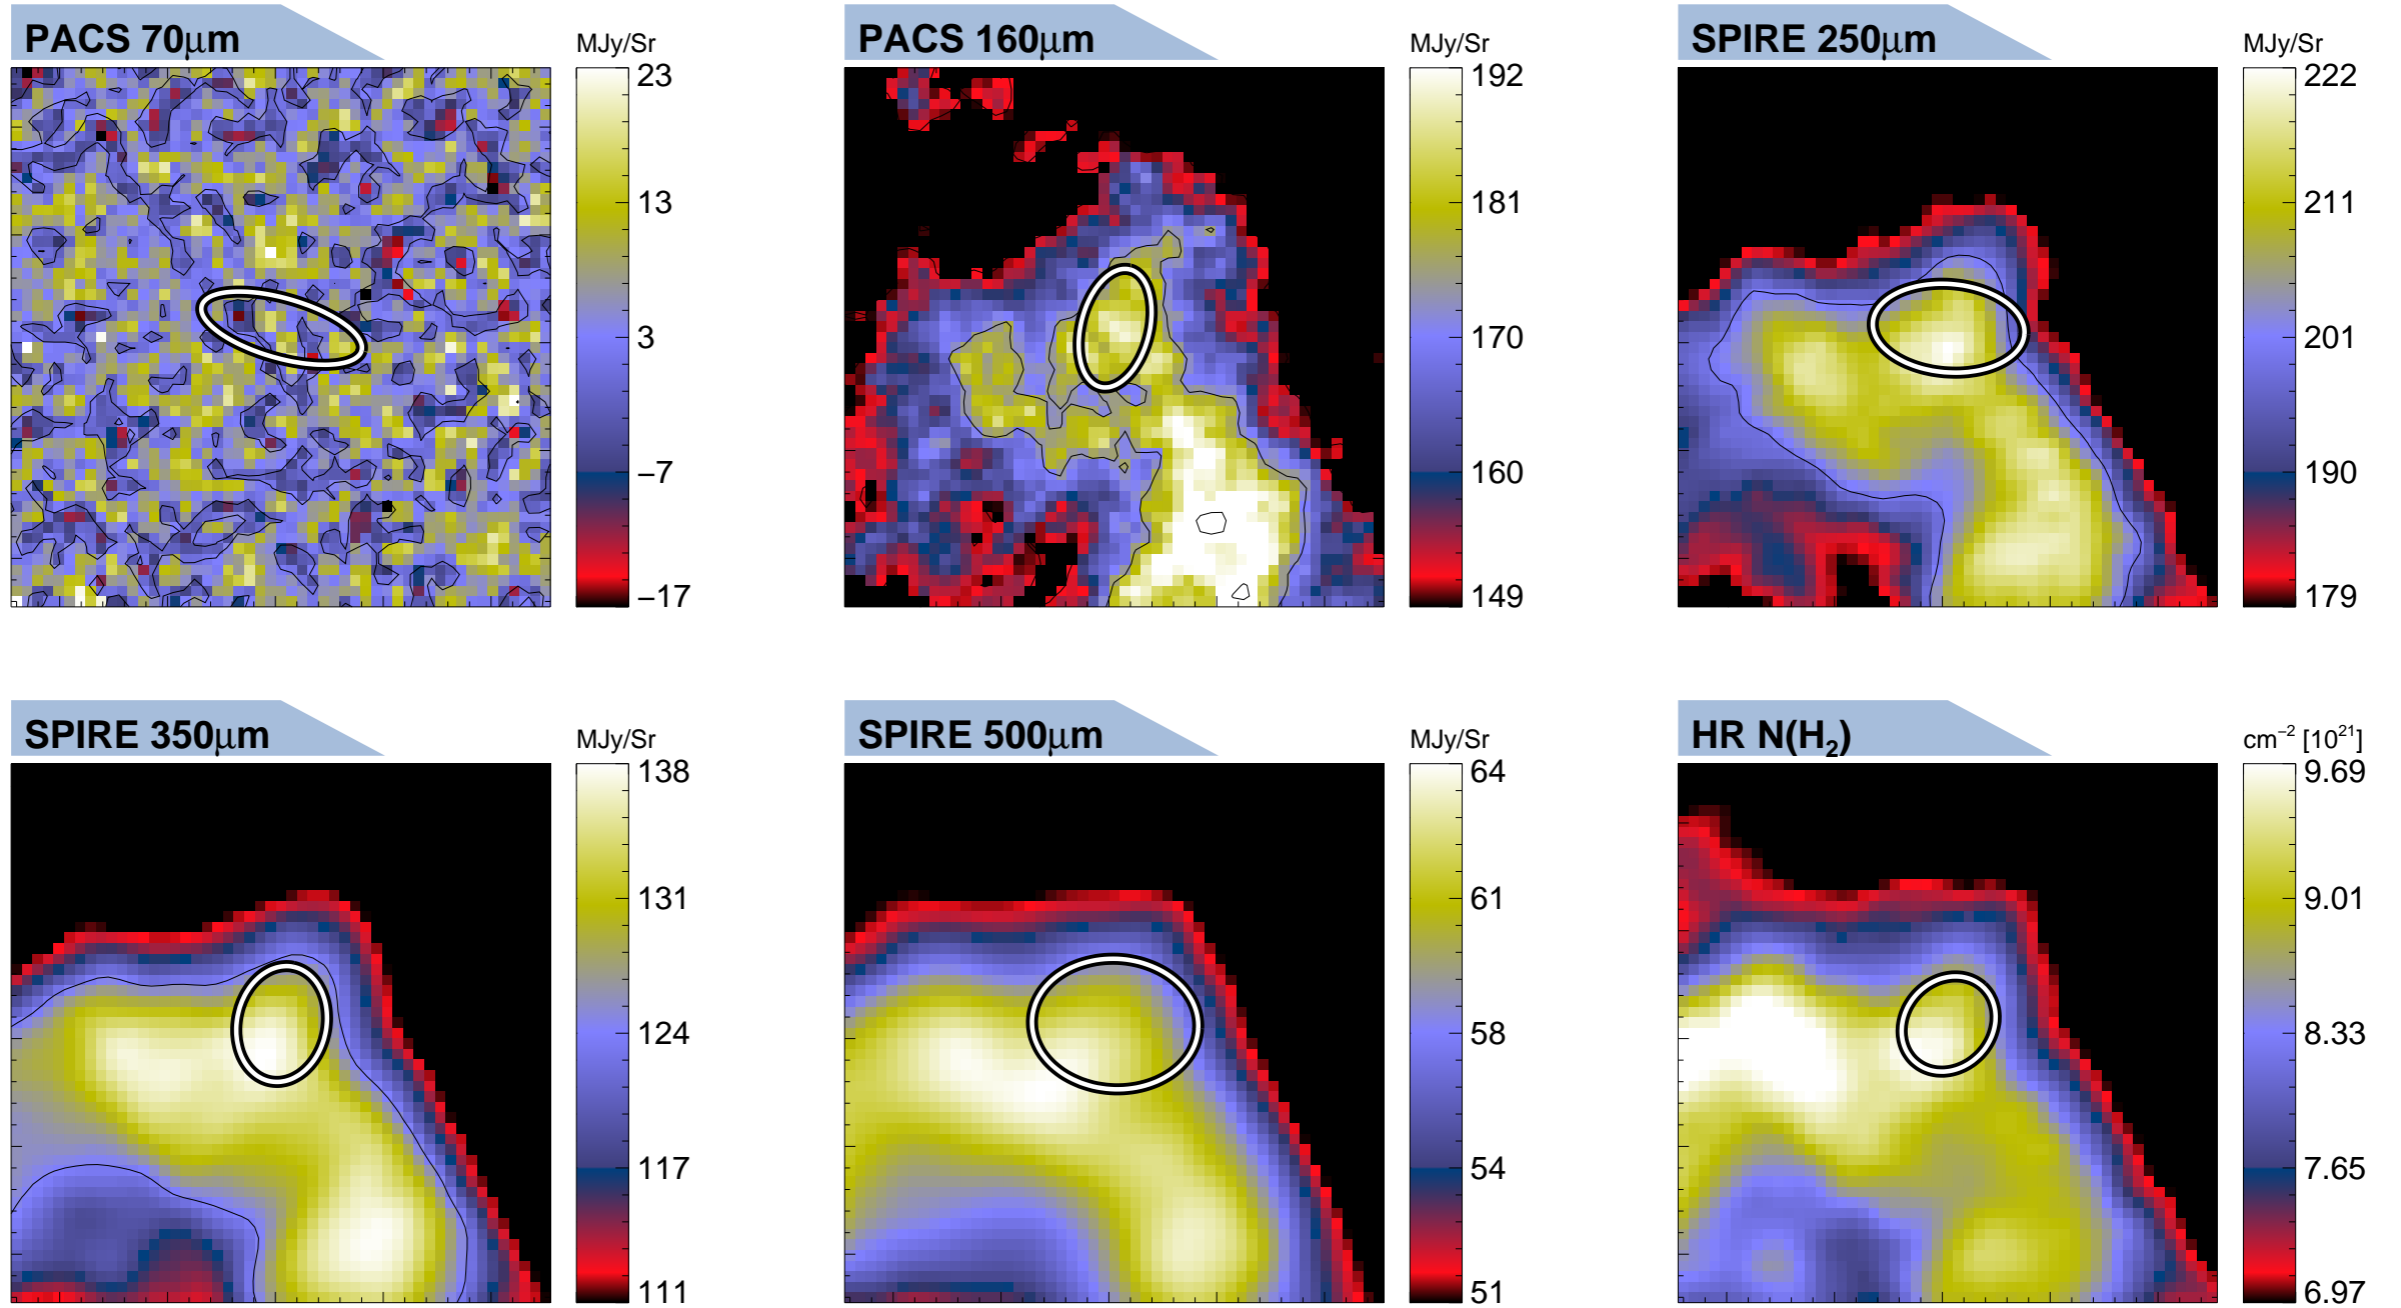 PACS 70μm
MJy/Sr
23
13
3
−7
−17
PACS 160μm
MJy/Sr
192
181
170
160
149
SPIRE 250μm
MJy/Sr
222
211
201
190
179
SPIRE 350μm
MJy/Sr
138
131
124
117
111
SPIRE 500μm
MJy/Sr
64
61
58
54
51
HR N(H₂)
cm⁻² [10²¹]
9.69
9.01
8.33
7.65
6.97